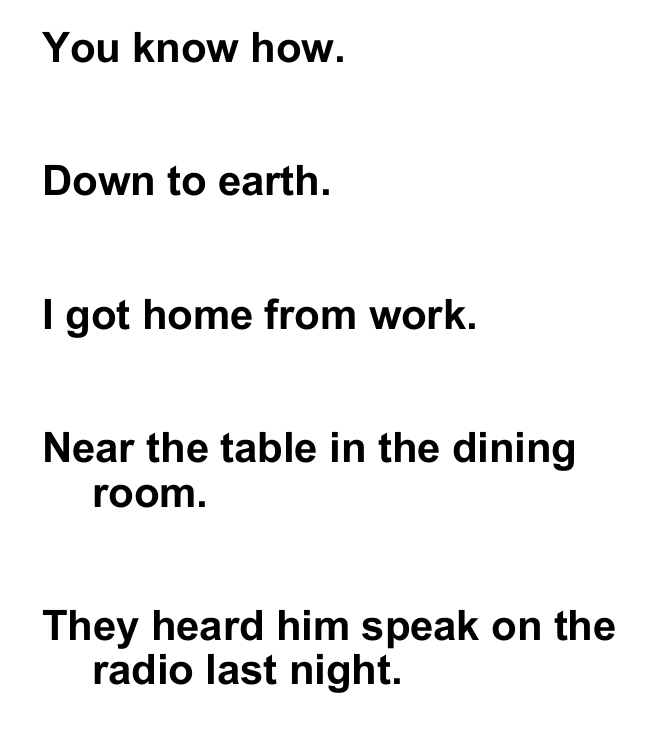 You know how.
Down to earth.
I got home from work.
Near the table in the dining
room.
They heard him speak on the
radio last night.